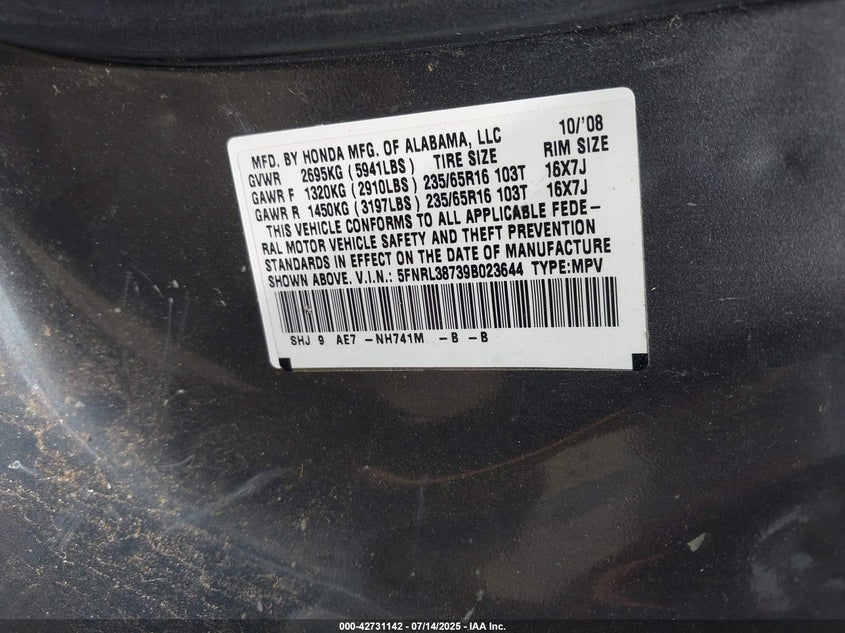 MFD. BY HONDA MFG. OF ALABAMA, LLC 10/'08
GVWR 2695KG (5941LBS) TIRE SIZE RIM SIZE
GAWR F 1320KG (2910LBS) 235/65R16 103T 16X7J
GAWR R 1450KG (3197LBS) 235/65R16 103T 16X7J
THIS VEHICLE CONFORMS TO ALL APPLICABLE FEDE-
RAL MOTOR VEHICLE SAFETY AND THEFT PREVENTION
STANDARDS IN EFFECT ON THE DATE OF MANUFACTURE
SHOWN ABOVE. V.I.N.: 5FNRL38739B023644 TYPE:MPV
SHJ 9 AE7 -NH741M -B -B
000-42731142 - 07/14/2025 - IAA Inc.